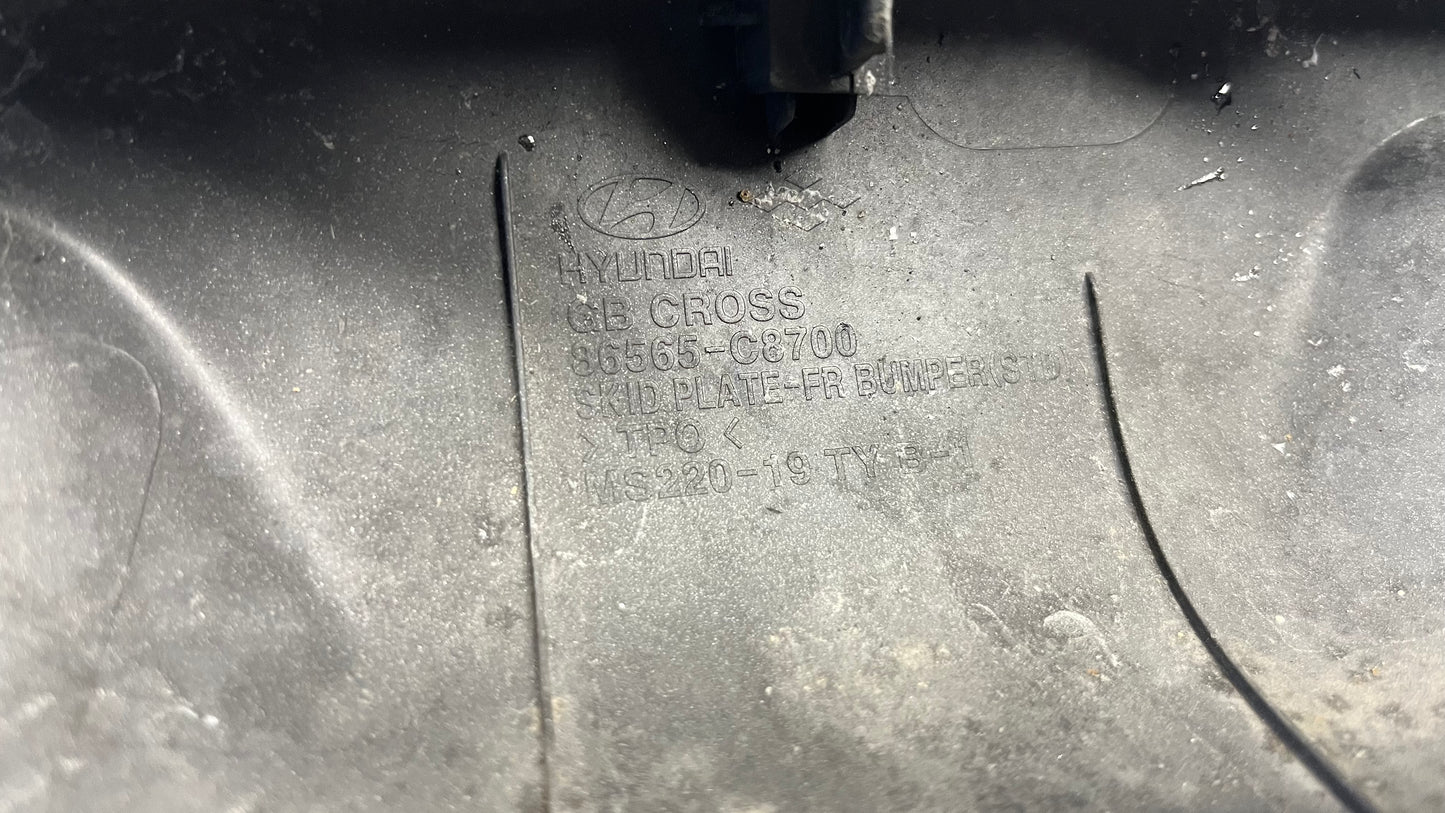 HYUNDAI
GB CROSS
86565-C8700
SKID PLATE-FR BUMPER(STD)
>TPO<
MS220-19 TY B-1